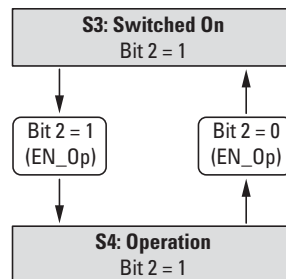 S3: Switched On
Bit 2 = 1
Bit 2 = 1
(EN_Op)
Bit 2 = 0
(EN_Op)
S4: Operation
Bit 2 = 1